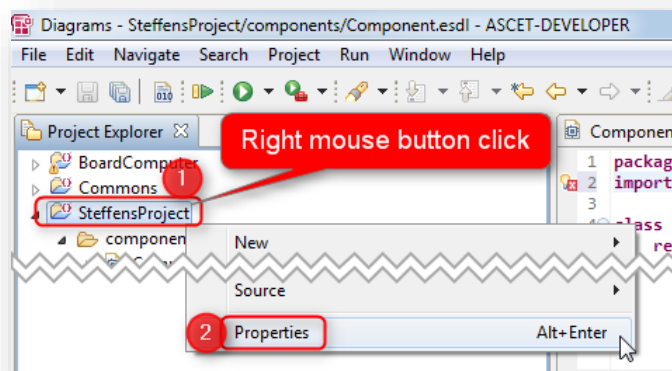 Diagrams - SteffensProject/components/Component.esdl - ASCET-DEVELOPER
File Edit Navigate Search Project Run Window Help
010
Project Explorer
Componen
Right mouse button click
BoardComputer
1 packag
1
Commons
2 import
SteffensProject
3
class
componen
New
re
Source
2 Properties Alt+Enter